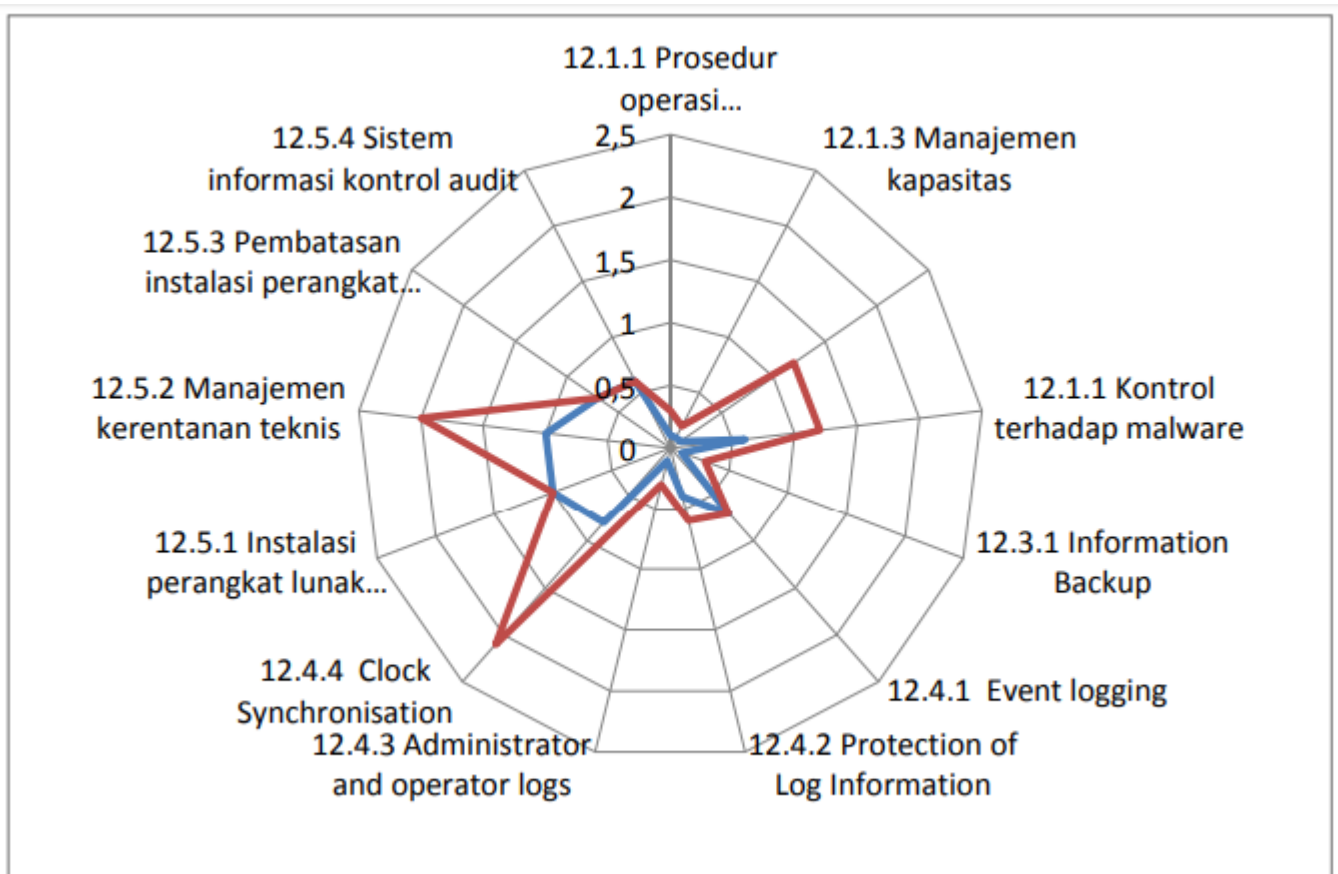 12.1.1 Prosedur
operasi...
12.1.3 Manajemen
kapasitas
12.1.1 Kontrol
terhadap malware
12.3.1 Information
Backup
12.4.1 Event logging
12.4.2 Protection of
Log Information
12.4.3 Administrator
and operator logs
12.4.4 Clock
Synchronisation
12.5.1 Instalasi
perangkat lunak...
12.5.2 Manajemen
kerentanan teknis
12.5.3 Pembatasan
instalasi perangkat...
12.5.4 Sistem
informasi kontrol audit
2,5
2
1,5
1
0,5
0